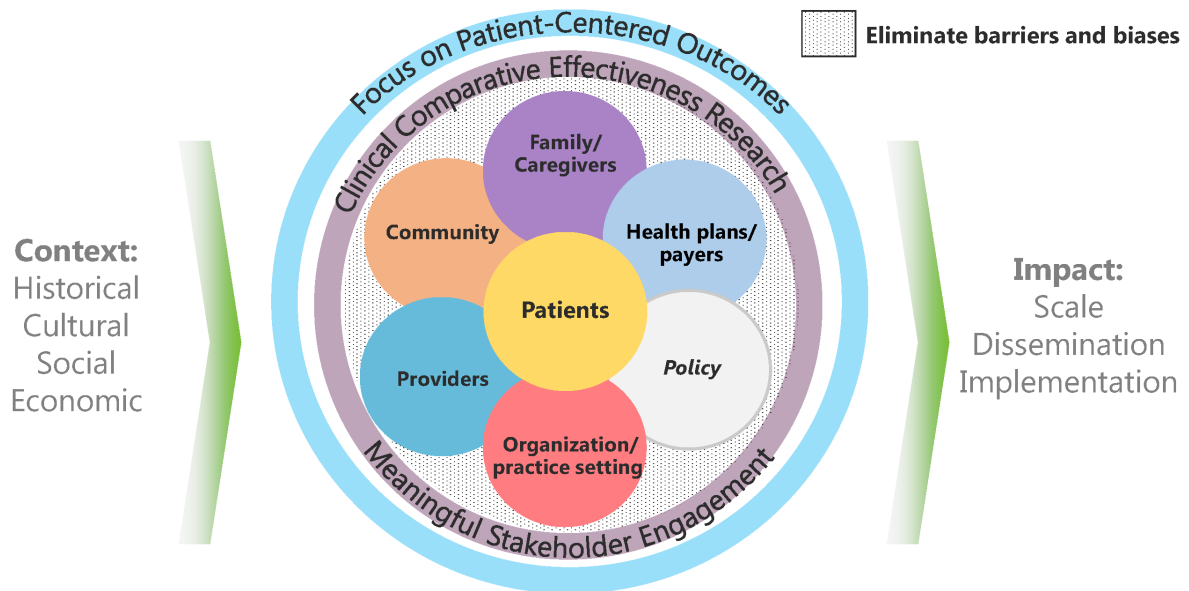 Focus on Patient-Centered Outcomes
Eliminate barriers and biases
Clinical Comparative Effectiveness Research
Family/
Caregivers
Community
Health plans/
payers
Patients
Policy
Providers
Organization/
practice setting
Meaningful Stakeholder Engagement
Context:
Historical
Cultural
Social
Economic
Impact:
Scale
Dissemination
Implementation